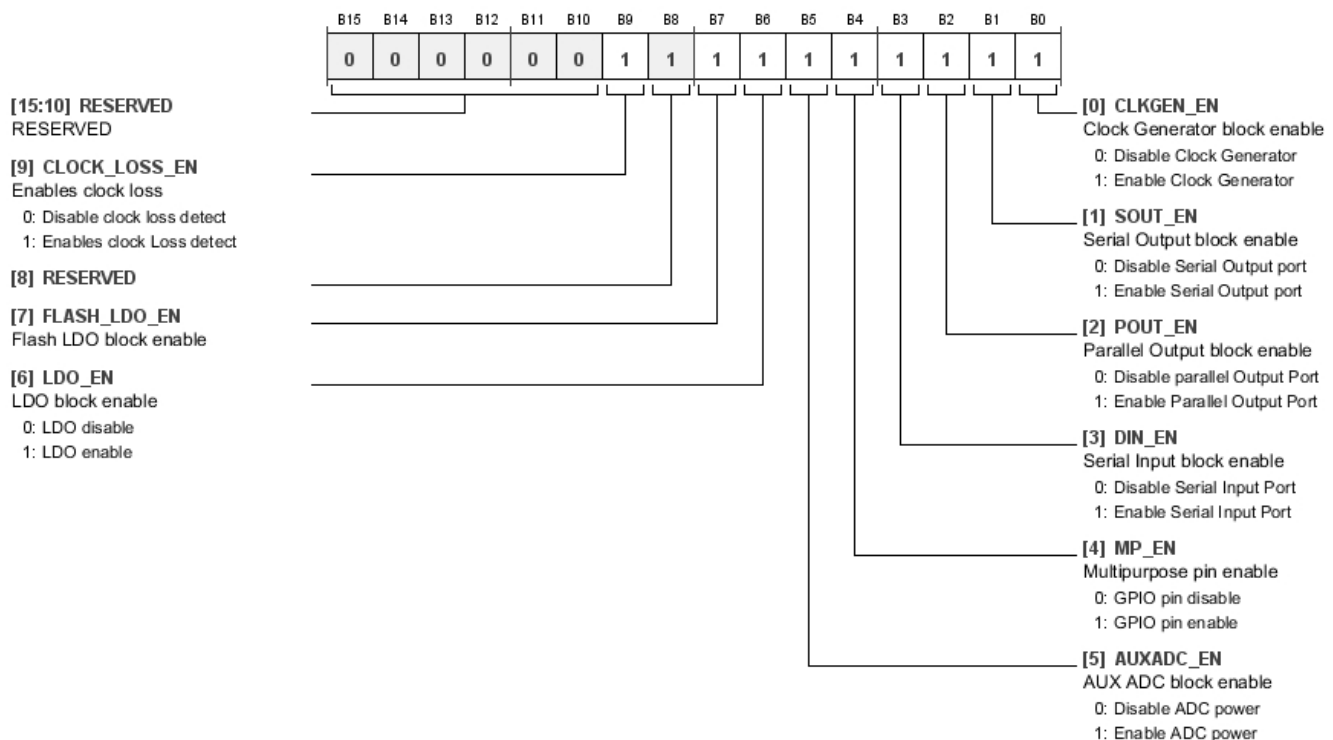 B15 B14 B13 B12 B11 B10 B9 B8 B7 B6 B5 B4 B3 B2 B1 B0
0 0 0 0 0 0 1 1 1 1 1 1 1 1 1 1
[15:10] RESERVED
RESERVED
[9] CLOCK_LOSS_EN
Enables clock loss
0: Disable clock loss detect
1: Enables clock Loss detect
[8] RESERVED
[7] FLASH_LDO_EN
Flash LDO block enable
[6] LDO_EN
LDO block enable
0: LDO disable
1: LDO enable
[0] CLKGEN_EN
Clock Generator block enable
0: Disable Clock Generator
1: Enable Clock Generator
[1] SOUT_EN
Serial Output block enable
0: Disable Serial Output port
1: Enable Serial Output port
[2] POUT_EN
Parallel Output block enable
0: Disable parallel Output Port
1: Enable Parallel Output Port
[3] DIN_EN
Serial Input block enable
0: Disable Serial Input Port
1: Enable Serial Input Port
[4] MP_EN
Multipurpose pin enable
0: GPIO pin disable
1: GPIO pin enable
[5] AUXADC_EN
AUX ADC block enable
0: Disable ADC power
1: Enable ADC power